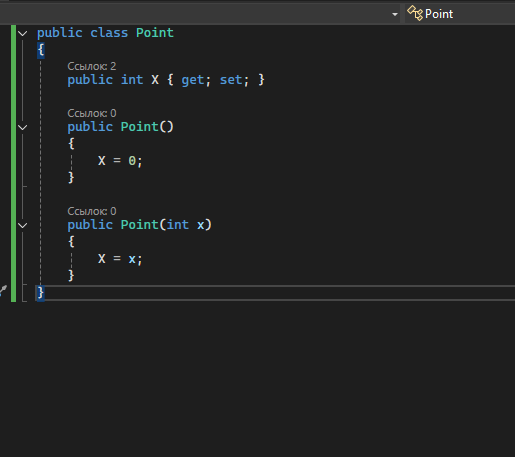 Point
public class Point
{
Ссылок: 2
public int X { get; set; }
Ссылок: 0
public Point()
{
X = 0;
}
Ссылок: 0
public Point(int x)
{
X = x;
}
}